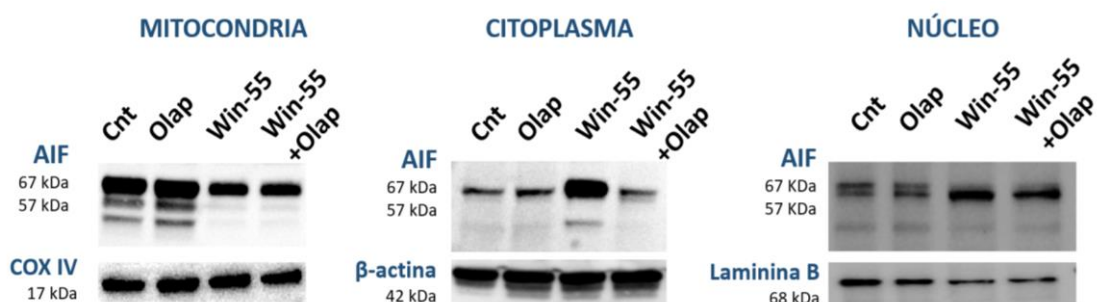 MITOCONDRIA
Cnt
Olap
Win-55
Win-55
+Olap
AIF
67 kDa
57 kDa
COX IV
17 kDa
CITOPLASMA
Cnt
Olap
Win-55
Win-55
+Olap
AIF
67 kDa
57 kDa
β-actina
42 kDa
NÚCLEO
Cnt
Olap
Win-55
Win-55
+Olap
AIF
67 KDa
57 KDa
Laminina B
68 kDa